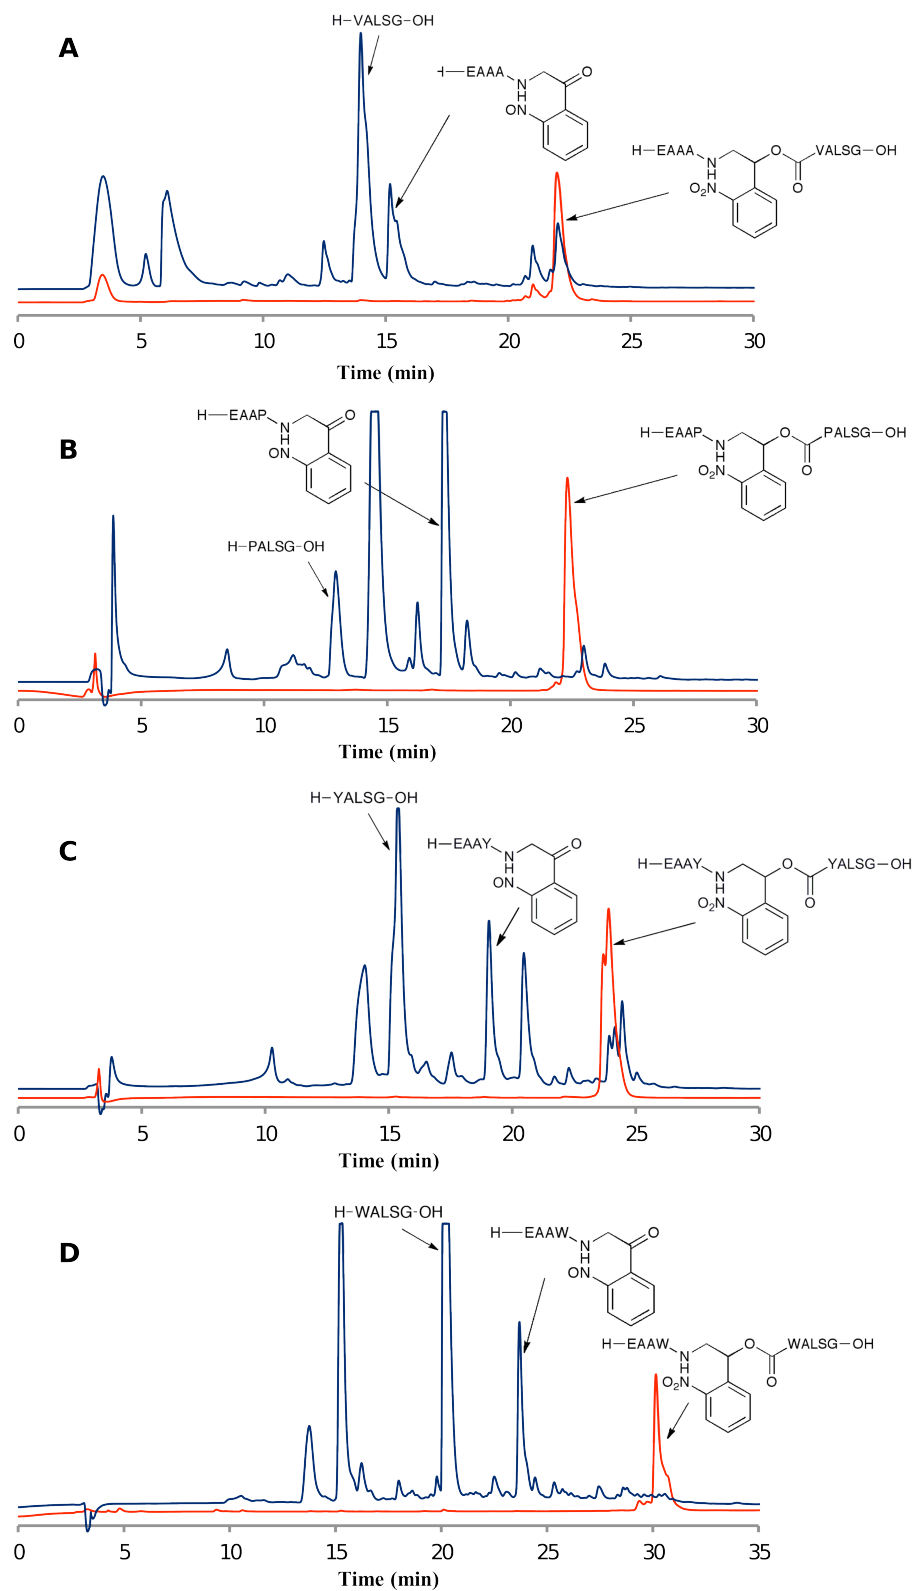 A
H-VALSG-OH
H-EAAA
N
H
O
ON
H-EAAA
N
H
O
O
VALSG-OH
O2N
0 5 10 15 20 25 30
Time (min)
B
H-EAAP
N
H
O
ON
H-PALSG-OH
H-EAAP
N
H
O
O
PALSG-OH
O2N
0 5 10 15 20 25 30
Time (min)
C
H-YALSG-OH
H-EAAY
N
H
O
ON
H-EAAY
N
H
O
O
YALSG-OH
O2N
0 5 10 15 20 25 30
Time (min)
D
H-WALSG-OH
H-EAAW
N
H
O
ON
H-EAAW
N
H
O
O
WALSG-OH
O2N
0 5 10 15 20 25 30 35
Time (min)